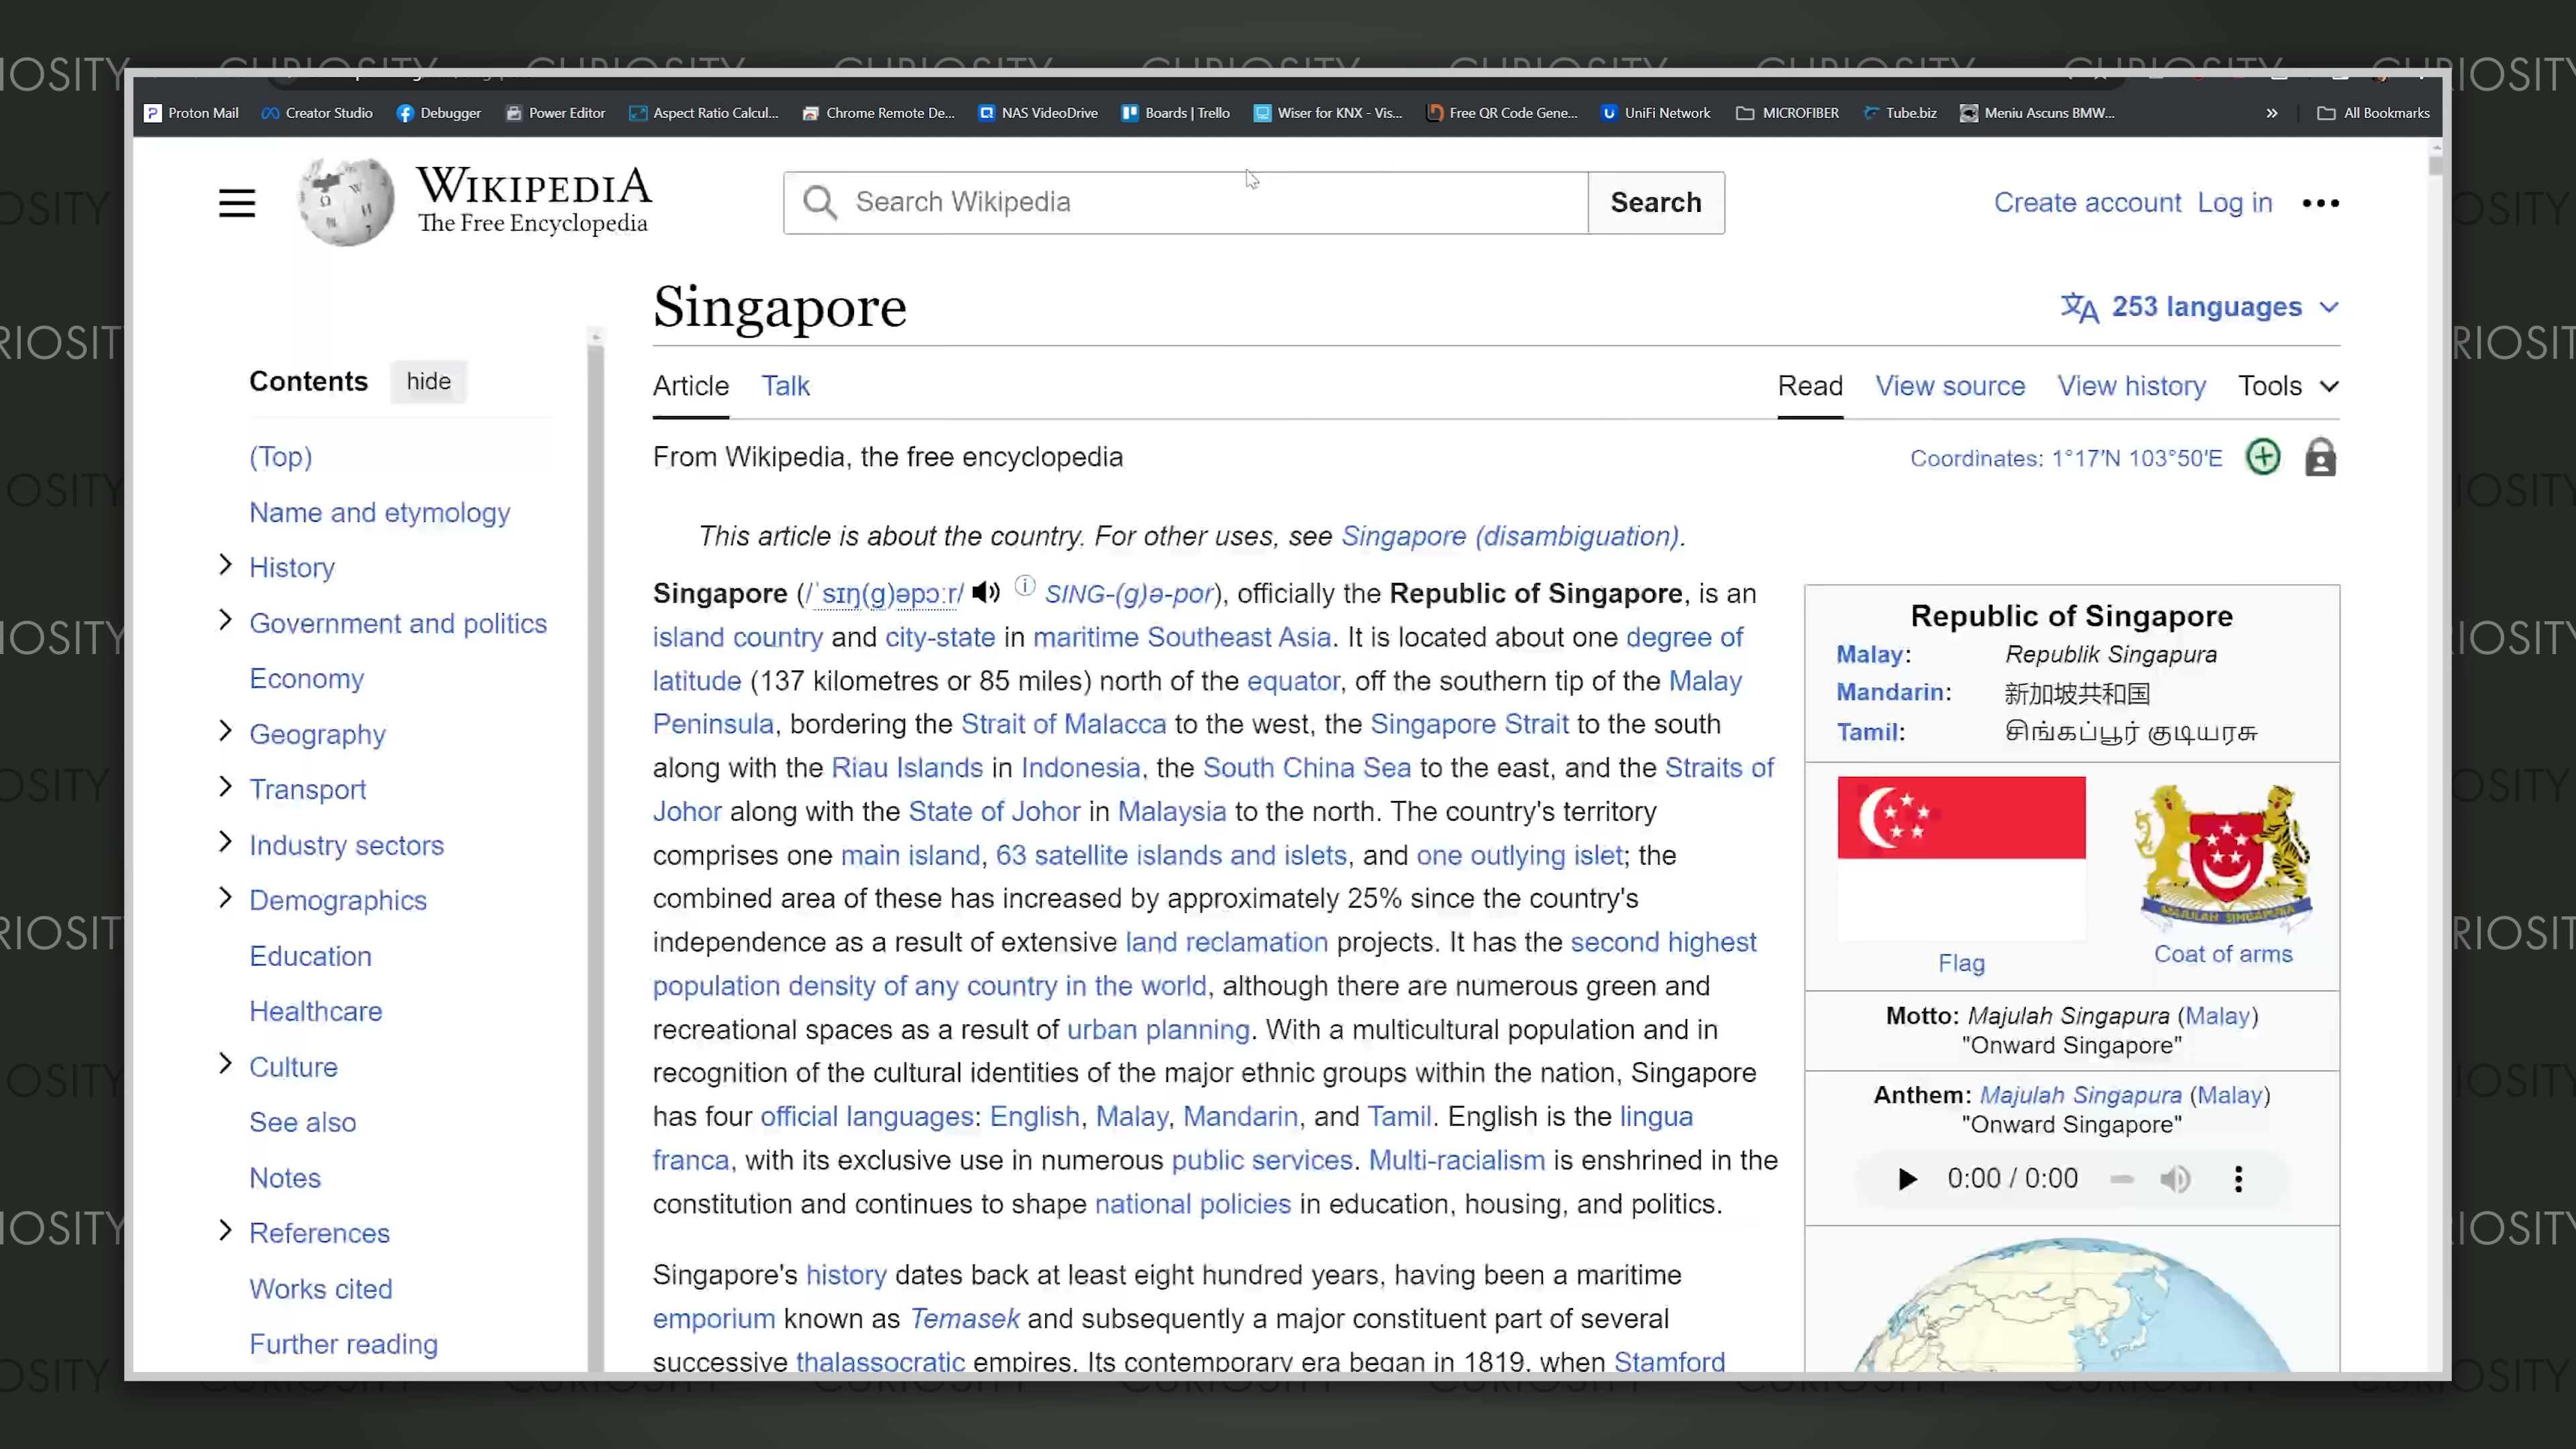 CURIOSITY CURIOSITY CURIOSITY CURIOSITY CURIOSITY CURIOSITY CURIOSITY
Proton Mail Creator Studio Debugger Power Editor Aspect Ratio Calcul... Chrome Remote De... NAS VideoDrive Boards | Trello Wiser for KNX - Vis... Free QR Code Gene... UniFi Network MICROFIBER Tube.biz Meniu Ascuns BMW... » All Bookmarks
WIKIPEDIA
The Free Encyclopedia
Search Wikipedia
Search
Create account Log in
Singapore
253 languages
Contents hide
(Top)
Name and etymology
History
Government and politics
Economy
Geography
Transport
Industry sectors
Demographics
Education
Healthcare
Culture
See also
Notes
References
Works cited
Further reading
Article Talk
Read View source View history Tools
From Wikipedia, the free encyclopedia
Coordinates: 1°17′N 103°50′E
This article is about the country. For other uses, see Singapore (disambiguation).
Singapore (/ˈsɪŋ(ɡ)əpɔːr/ ⓘ SING-(g)ə-por), officially the Republic of Singapore, is an
island country and city-state in maritime Southeast Asia. It is located about one degree of
latitude (137 kilometres or 85 miles) north of the equator, off the southern tip of the Malay
Peninsula, bordering the Strait of Malacca to the west, the Singapore Strait to the south
along with the Riau Islands in Indonesia, the South China Sea to the east, and the Straits of
Johor along with the State of Johor in Malaysia to the north. The country's territory
comprises one main island, 63 satellite islands and islets, and one outlying islet; the
combined area of these has increased by approximately 25% since the country's
independence as a result of extensive land reclamation projects. It has the second highest
population density of any country in the world, although there are numerous green and
recreational spaces as a result of urban planning. With a multicultural population and in
recognition of the cultural identities of the major ethnic groups within the nation, Singapore
has four official languages: English, Malay, Mandarin, and Tamil. English is the lingua
franca, with its exclusive use in numerous public services. Multi-racialism is enshrined in the
constitution and continues to shape national policies in education, housing, and politics.
Singapore's history dates back at least eight hundred years, having been a maritime
emporium known as Temasek and subsequently a major constituent part of several
successive thalassocratic empires. Its contemporary era began in 1819, when Stamford
Republic of Singapore
Malay: Republik Singapura
Mandarin: 新加坡共和国
Tamil: சிங்கப்பூர் குடியரசு
MAJULAH SINGAPURA
Flag
Coat of arms
Motto: Majulah Singapura (Malay)
"Onward Singapore"
Anthem: Majulah Singapura (Malay)
"Onward Singapore"
0:00 / 0:00